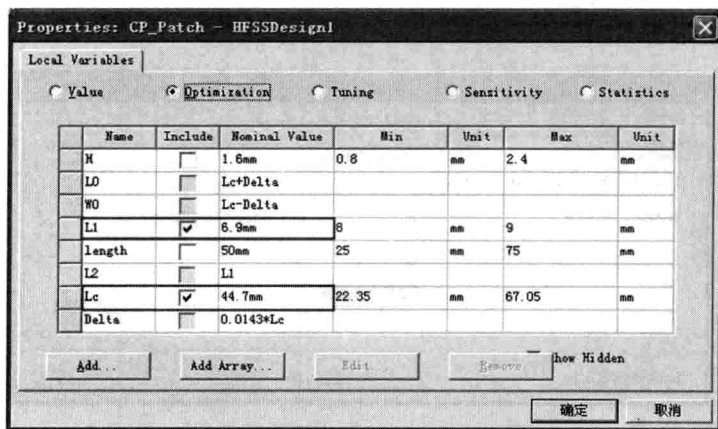 Properties: CP_Patch - HFSSDesign1
Local Variables
Value Optimization Tuning Sensitivity Statistics
Name Include Nominal Value Min Unit Max Unit
H 1.6mm 0.8 mm 2.4 mm
L0 Lc+Delta
W0 Lc-Delta
L1 6.9mm 8 mm 9 mm
length 50mm 25 mm 75 mm
L2 L1
Lc 44.7mm 22.35 mm 67.05 mm
Delta 0.0143*Lc
Add... Add Array... Edit... Remove how Hidden
确定 取消